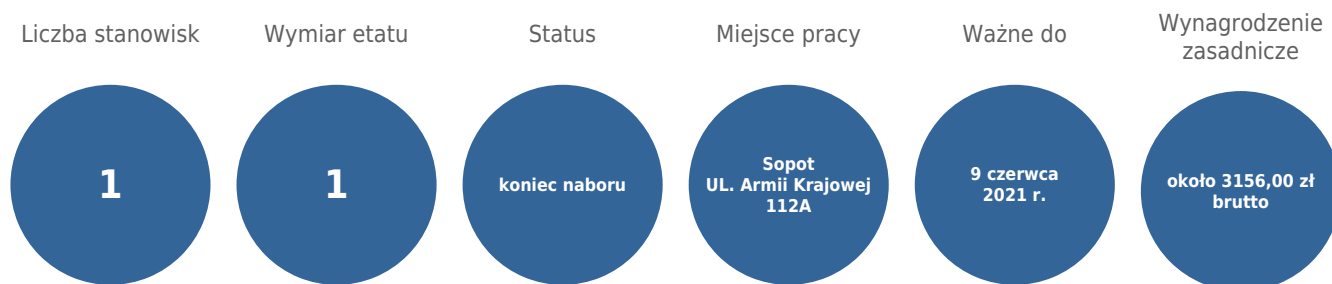 Liczba stanowisk
1
Wymiar etatu
1
Status
koniec naboru
Miejsce pracy
Sopot
UL. Armii Krajowej
112A
Ważne do
9 czerwca
2021 r.
Wynagrodzenie
zasadnicze
około 3156,00 zł
brutto